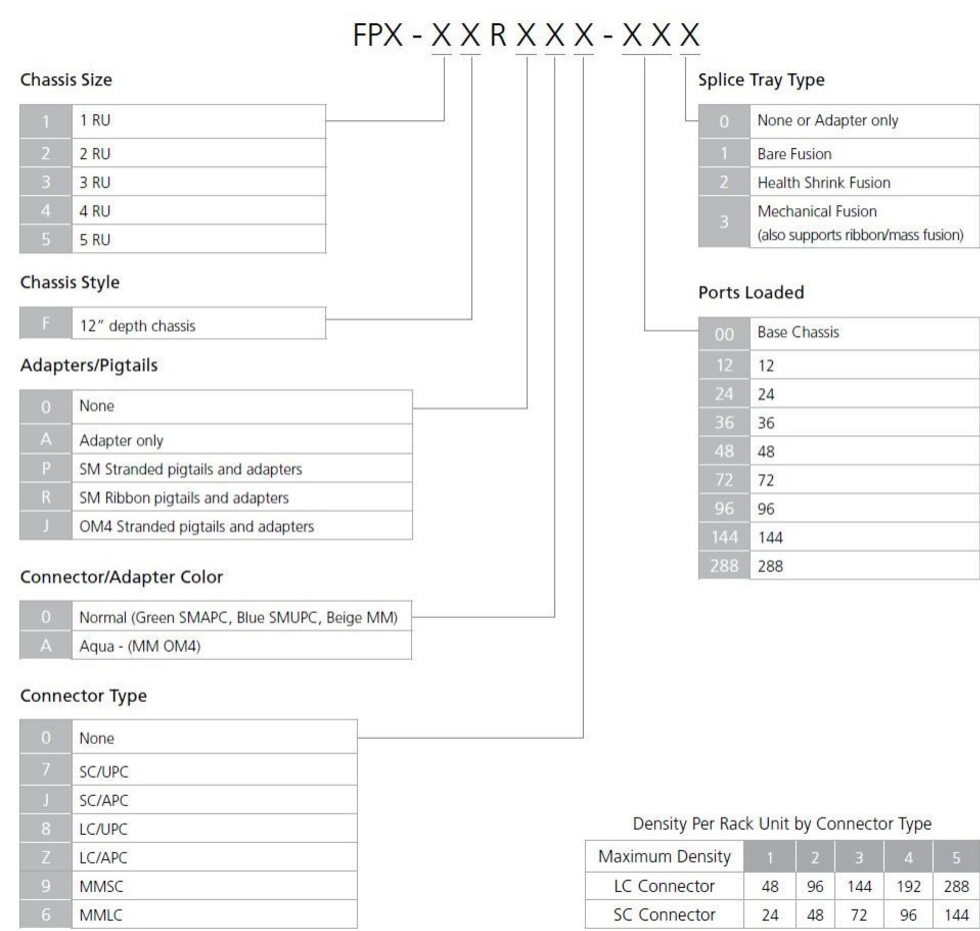 FPX - X X R X X X - X X X
Chassis Size
1 1 RU
2 2 RU
3 3 RU
4 4 RU
5 5 RU
Chassis Style
F 12” depth chassis
Adapters/Pigtails
0 None
A Adapter only
P SM Stranded pigtails and adapters
R SM Ribbon pigtails and adapters
J OM4 Stranded pigtails and adapters
Connector/Adapter Color
0 Normal (Green SMAPC, Blue SMUPC, Beige MM)
A Aqua - (MM OM4)
Connector Type
0 None
7 SC/UPC
J SC/APC
8 LC/UPC
Z LC/APC
9 MMSC
6 MMLC
Splice Tray Type
0 None or Adapter only
1 Bare Fusion
2 Health Shrink Fusion
3 Mechanical Fusion
(also supports ribbon/mass fusion)
Ports Loaded
00 Base Chassis
12 12
24 24
36 36
48 48
72 72
96 96
144 144
288 288
Density Per Rack Unit by Connector Type
Maximum Density 1 2 3 4 5
LC Connector 48 96 144 192 288
SC Connector 24 48 72 96 144